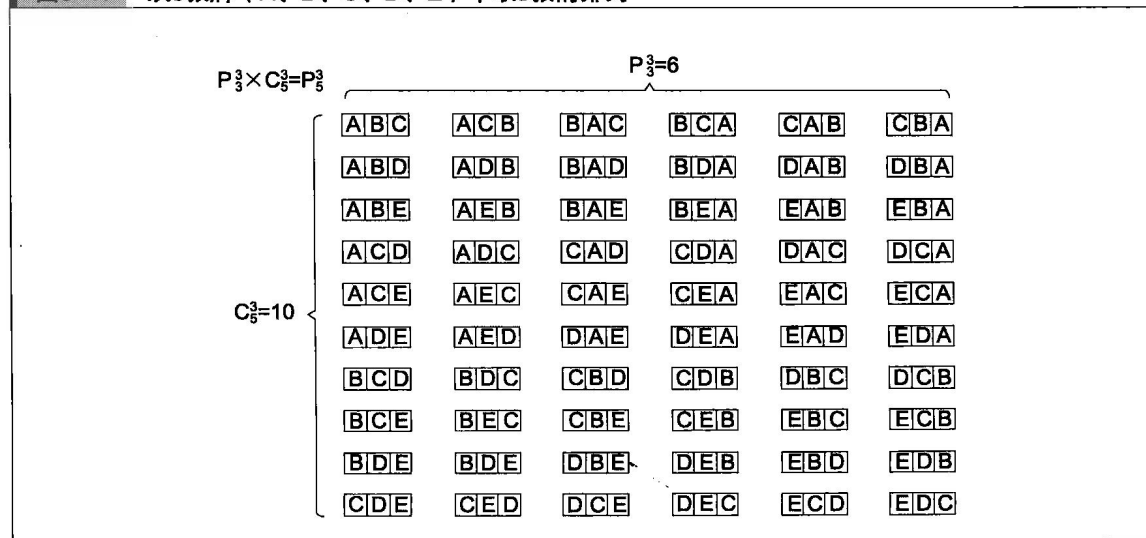 P³₃×C³₅=P³₅
P³₃=6
ABC ACB BAC BCA CAB CBA
ABD ADB BAD BDA DAB DBA
ABE AEB BAE BEA EAB EBA
ACD ADC CAD CDA DAC DCA
C³₅=10
ACE AEC CAE CEA EAC ECA
ADE AED DAE DEA EAD EDA
BCD BDC CBD CDB DBC DCB
BCE BEC CBE CEB EBC ECB
BDE BDE DBE DEB EBD EDB
CDE CED DCE DEC ECD EDC